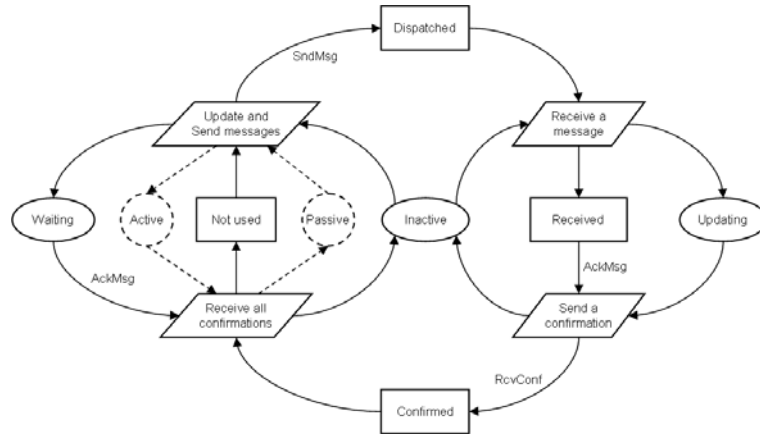 Dispatched
SndMsg
Update and
Send messages
Receive a
message
Waiting
Active
Not used
Passive
Inactive
Received
Updating
AckMsg
AckMsg
Receive all
confirmations
Send a
confirmation
RcvConf
Confirmed